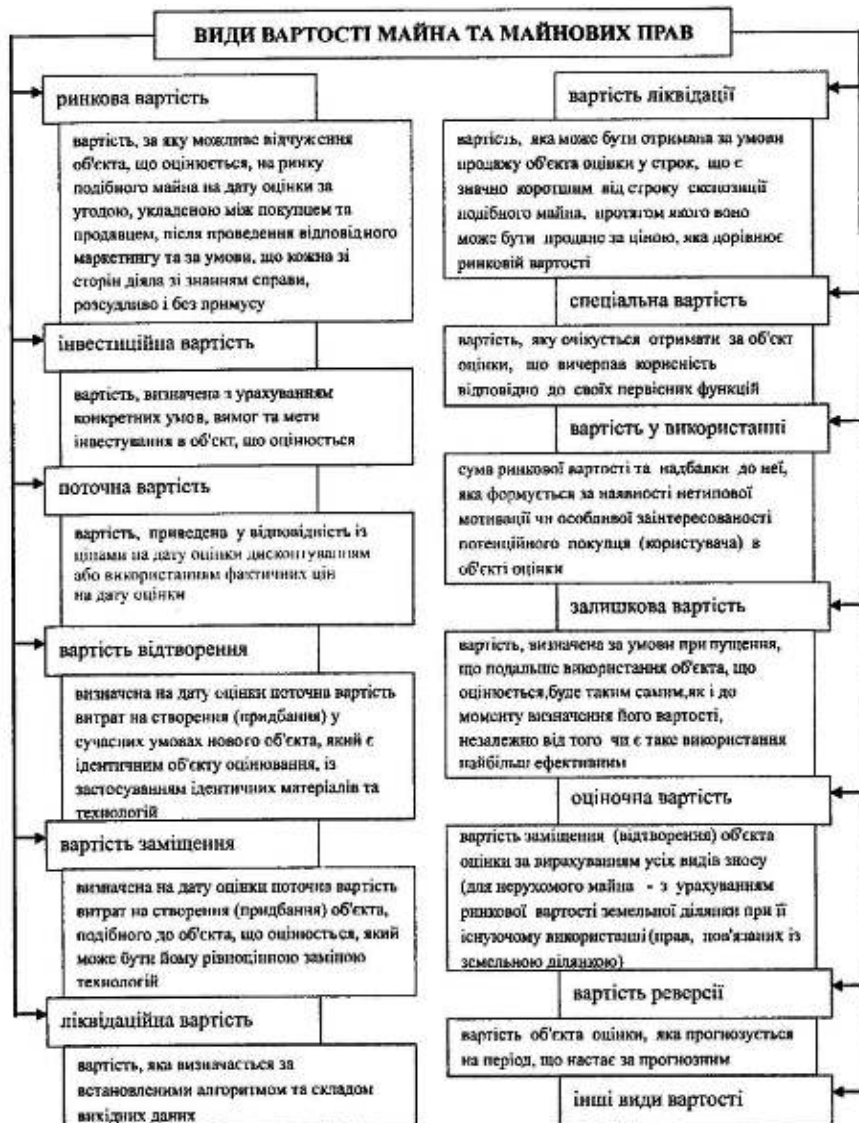 ВИДИ ВАРТОСТІ МАЙНА ТА МАЙНОВИХ ПРАВ
ринкова вартість
вартість, за яку можливе відчуження
об'єкта, що оцінюється, на ринку
подібного майна на дату оцінки за
угодою, укладеною між покупцем та
продавцем, після проведення відповідного
маркетингу та за умови, що кожна зі
сторін діяла зі знанням справи,
розсудливо і без примусу
інвестиційна вартість
вартість, визначена з урахуванням
конкретних умов, вимог та мети
інвестування в об'єкт, що оцінюється
поточна вартість
вартість, приведена у відповідність із
цінами на дату оцінки дисконтуванням
або використанням фактичних цін
на дату оцінки
вартість відтворення
визначена на дату оцінки поточна вартість
витрат на створення (придбання) у
сучасних умовах нового об'єкта, який є
ідентичним об'єкту оцінювання, із
застосуванням ідентичних матеріалів та
технологій
вартість заміщення
визначена на дату оцінки поточна вартість
витрат на створення (придбання) об'єкта,
подібного до об'єкта, що оцінюється, який
може бути йому рівноцінною заміною
технологій
ліквідаційна вартість
вартість, яка визначається за
встановленими алгоритмом та складом
вихідних даних
вартість ліквідації
вартість, яка може бути отримана за умови
продажу об'єкта оцінки у строк, що є
значно коротшим від строку експозиції
подібного майна, протягом якого воно
може бути продане за ціною, яка дорівнює
ринковій вартості
спеціальна вартість
вартість, яку очікується отримати за об'єкт
оцінки, що вичерпав корисність
відповідно до своїх первісних функцій
вартість у використанні
сума ринкової вартості та надбавки до неї,
яка формується за наявності нетипової
мотивації чи особливої заінтересованості
потенційного покупця (користувача) в
об'єкті оцінки
залишкова вартість
вартість, визначена за умови при пущення,
що подальше використання об'єкта, що
оцінюється,буде таким самим,як і до
моменту визначення його вартості,
незалежно від того чи є таке використання
найбільш ефективним
оціночна вартість
вартість заміщення (відтворення) об'єкта
оцінки за вирахуванням усіх видів зносу
(для нерухомого майна - з урахуванням
ринкової вартості земельної ділянки при її
існуючому використанні (прав, пов'язаних із
земельною ділянкою)
вартість реверсії
вартість об'єкта оцінки, яка прогнозується
на період, що настає за прогнозним
інші види вартості